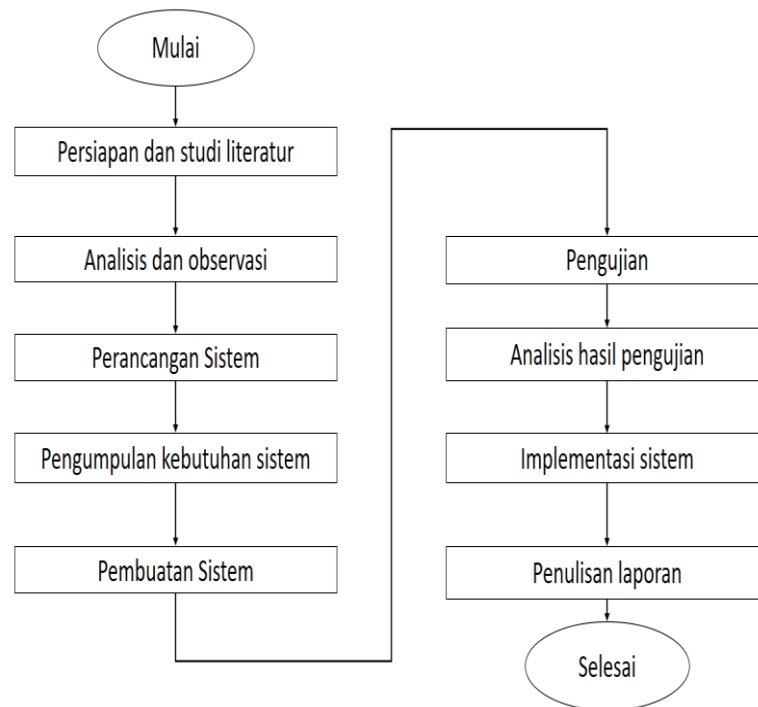 Mulai
Persiapan dan studi literatur
Analisis dan observasi
Perancangan Sistem
Pengumpulan kebutuhan sistem
Pembuatan Sistem
Pengujian
Analisis hasil pengujian
Implementasi sistem
Penulisan laporan
Selesai